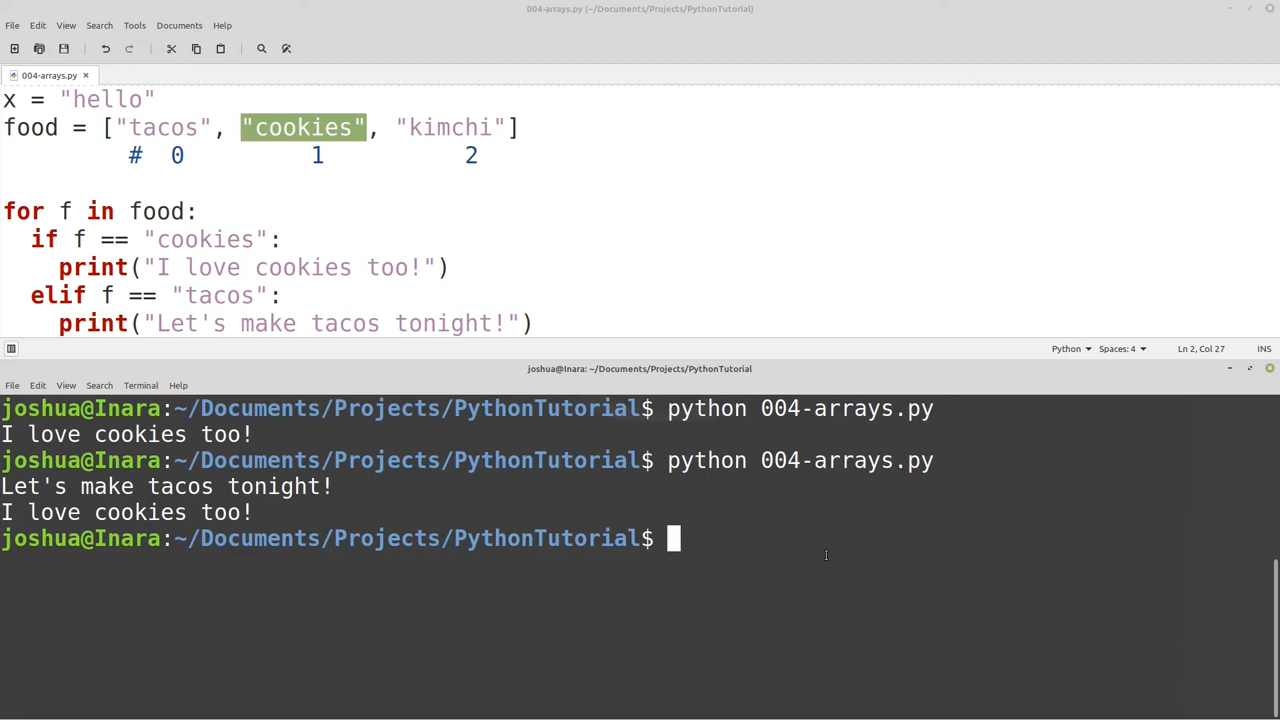 004-arrays.py (~/Documents/Projects/PythonTutorial)
File Edit View Search Tools Documents Help
004-arrays.py ×
x = "hello"
food = ["tacos", "cookies", "kimchi"]
# 0 1 2
for f in food:
if f == "cookies":
print("I love cookies too!")
elif f == "tacos":
print("Let's make tacos tonight!")
Python Spaces: 4 Ln 2, Col 27 INS
joshua@Inara: ~/Documents/Projects/PythonTutorial
File Edit View Search Terminal Help
joshua@Inara:~/Documents/Projects/PythonTutorial$ python 004-arrays.py
I love cookies too!
joshua@Inara:~/Documents/Projects/PythonTutorial$ python 004-arrays.py
Let's make tacos tonight!
I love cookies too!
joshua@Inara:~/Documents/Projects/PythonTutorial$